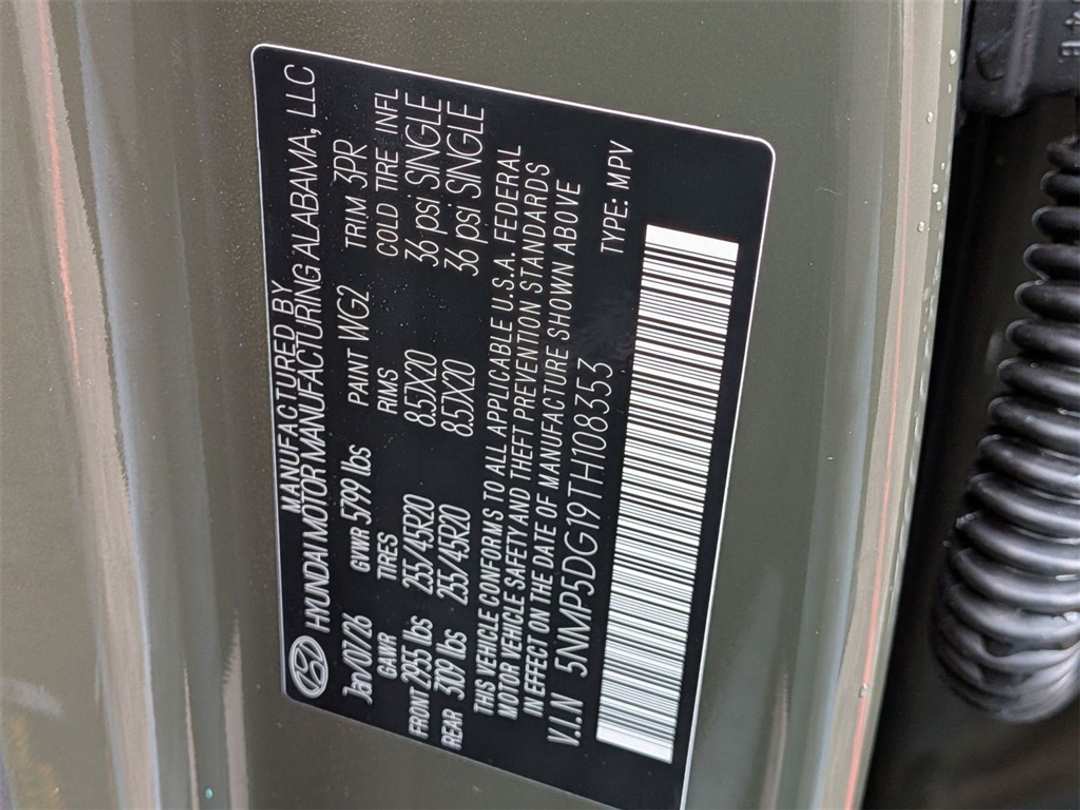 MANUFACTURED BY
HYUNDAI MOTOR MANUFACTURING ALABAMA, LLC
Jan/07/26 GVWR 5799 lbs PAINT WG2 TRIM 3PR
GAWR TIRES RIMS COLD TIRE INFL
FRONT 2955 lbs 255/45R20 8.5JX20 36 psi SINGLE
REAR 3109 lbs 255/45R20 8.5JX20 36 psi SINGLE
THIS VEHICLE CONFORMS TO ALL APPLICABLE U.S.A. FEDERAL
MOTOR VEHICLE SAFETY AND THEFT PREVENTION STANDARDS
IN EFFECT ON THE DATE OF MANUFACTURE SHOWN ABOVE
V.I.N 5NMP5DG19TH108353 TYPE: MPV